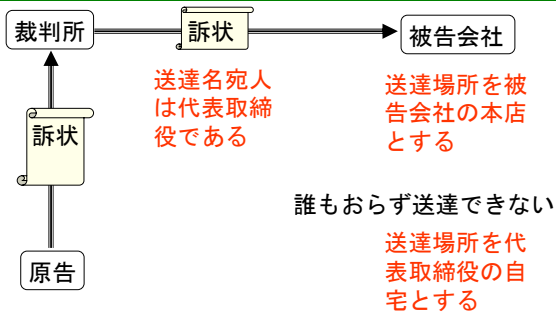 裁判所
訴状
被告会社
送達名宛人
は代表取締
役である
送達場所を被
告会社の本店
とする
訴状
誰もおらず送達できない
送達場所を代
表取締役の自
宅とする
原告